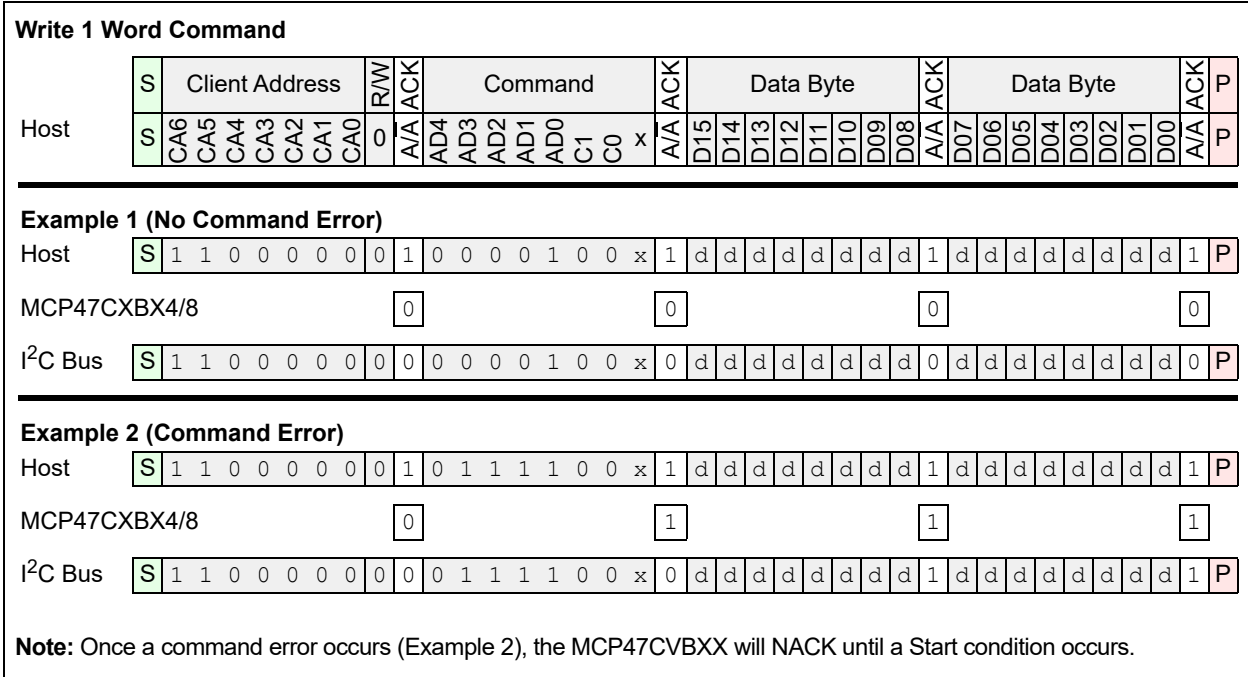 Write 1 Word Command
S Client Address R/W ACK Command ACK Data Byte ACK Data Byte ACK P
Host S CA6 CA5 CA4 CA3 CA2 CA1 CA0 0 A/A AD4 AD3 AD2 AD1 AD0 C1 C0 x A/A D15 D14 D13 D12 D11 D10 D09 D08 A/A D07 D06 D05 D04 D03 D02 D01 D00 A/A P
Example 1 (No Command Error)
Host S 1 1 0 0 0 0 0 0 1 0 0 0 0 1 0 0 x 1 d d d d d d d d 1 d d d d d d d d 1 P
MCP47CXBX4/8 0 0 0 0
I2C Bus S 1 1 0 0 0 0 0 0 0 0 0 0 0 1 0 0 x 0 d d d d d d d d 0 d d d d d d d d 0 P
Example 2 (Command Error)
Host S 1 1 0 0 0 0 0 0 1 0 1 1 1 1 0 0 x 1 d d d d d d d d 1 d d d d d d d d 1 P
MCP47CXBX4/8 0 1 1 1
I2C Bus S 1 1 0 0 0 0 0 0 0 0 1 1 1 1 0 0 x 0 d d d d d d d d 1 d d d d d d d d 1 P
Note: Once a command error occurs (Example 2), the MCP47CVBXX will NACK until a Start condition occurs.